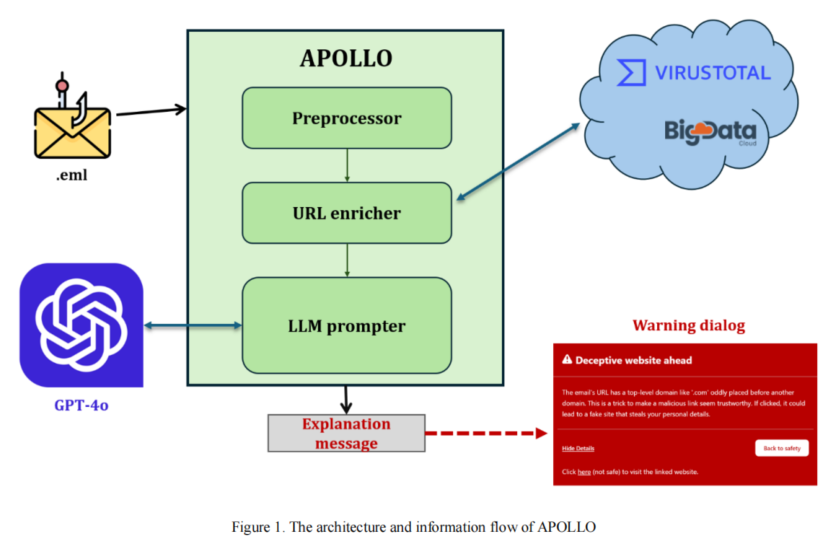 APOLLO
Preprocessor
URL enricher
LLM prompter
.eml
GPT-4o
VIRUSTOTAL
BigData
Cloud
Explanation
message
Warning dialog
Deceptive website ahead
The email's URL has a top-level domain like '.com' oddly placed before another
domain. This is a trick to make a malicious link seem trustworthy. If clicked, it could
lead to a fake site that steals your personal details.
Hide Details
Back to safety
Click here (not safe) to visit the linked website.
Figure 1. The architecture and information flow of APOLLO